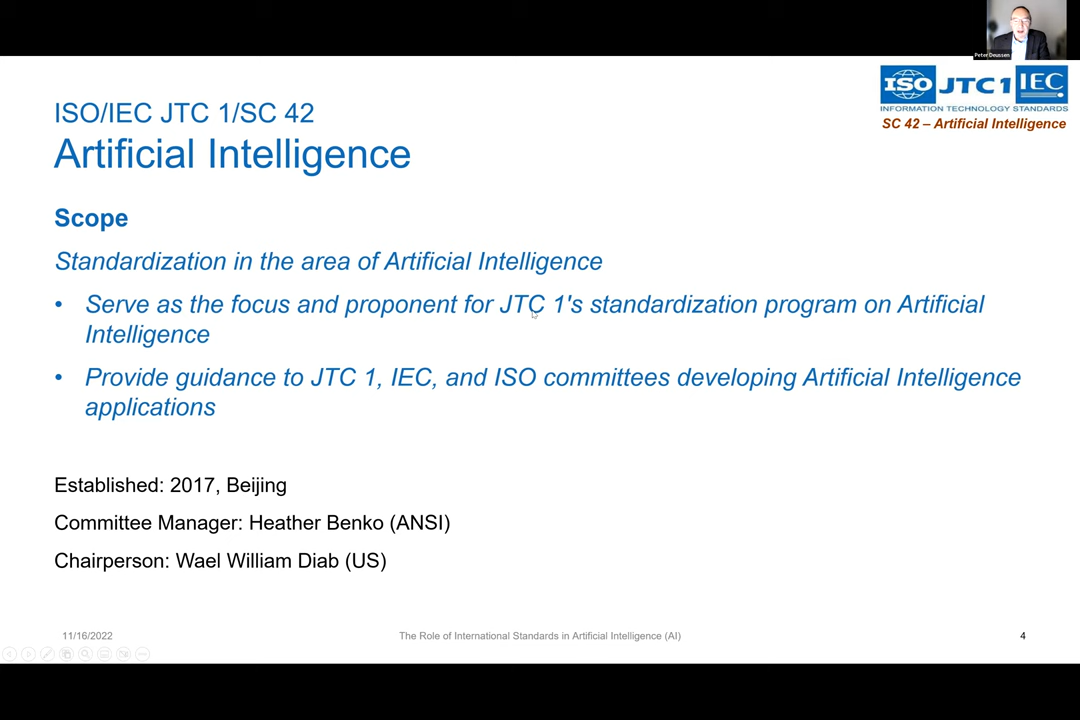 Peter Deussen
ISO JTC 1 IEC
INFORMATION TECHNOLOGY STANDARDS
SC 42 – Artificial Intelligence
ISO/IEC JTC 1/SC 42
Artificial Intelligence
Scope
Standardization in the area of Artificial Intelligence
• Serve as the focus and proponent for JTC 1's standardization program on Artificial
Intelligence
• Provide guidance to JTC 1, IEC, and ISO committees developing Artificial Intelligence
applications
Established: 2017, Beijing
Committee Manager: Heather Benko (ANSI)
Chairperson: Wael William Diab (US)
11/16/2022
The Role of International Standards in Artificial Intelligence (AI)
4